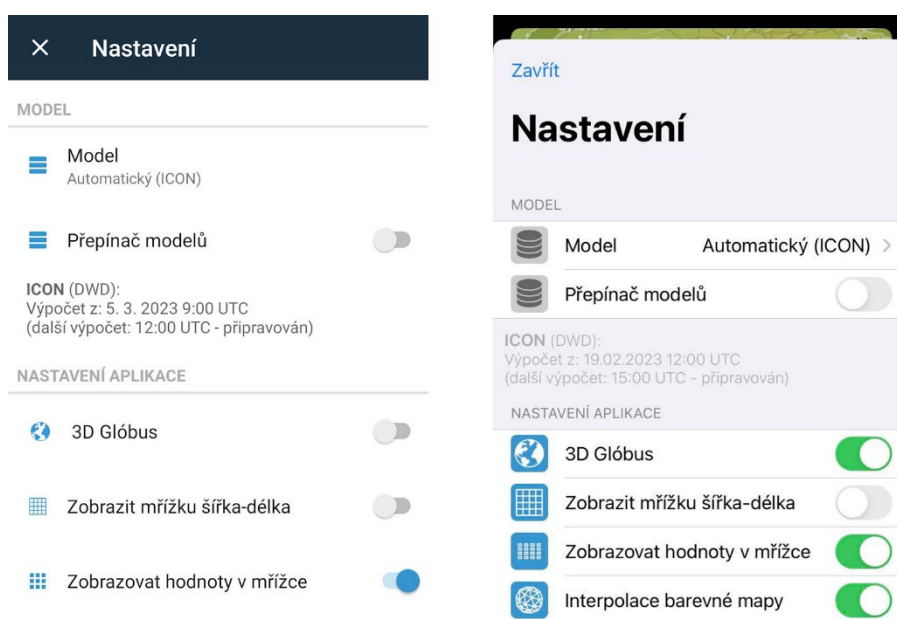 Nastavení
MODEL
Model
Automatický (ICON)
Přepínač modelů
ICON (DWD):
Výpočet z: 5. 3. 2023 9:00 UTC
(další výpočet: 12:00 UTC - připravován)
NASTAVENÍ APLIKACE
3D Glóbus
Zobrazit mřížku šířka-délka
Zobrazovat hodnoty v mřížce
Zavřít
Nastavení
MODEL
Model Automatický (ICON)
Přepínač modelů
ICON (DWD):
Výpočet z: 19.02.2023 12:00 UTC
(další výpočet: 15:00 UTC - připravován)
NASTAVENÍ APLIKACE
3D Glóbus
Zobrazit mřížku šířka-délka
Zobrazovat hodnoty v mřížce
Interpolace barevné mapy